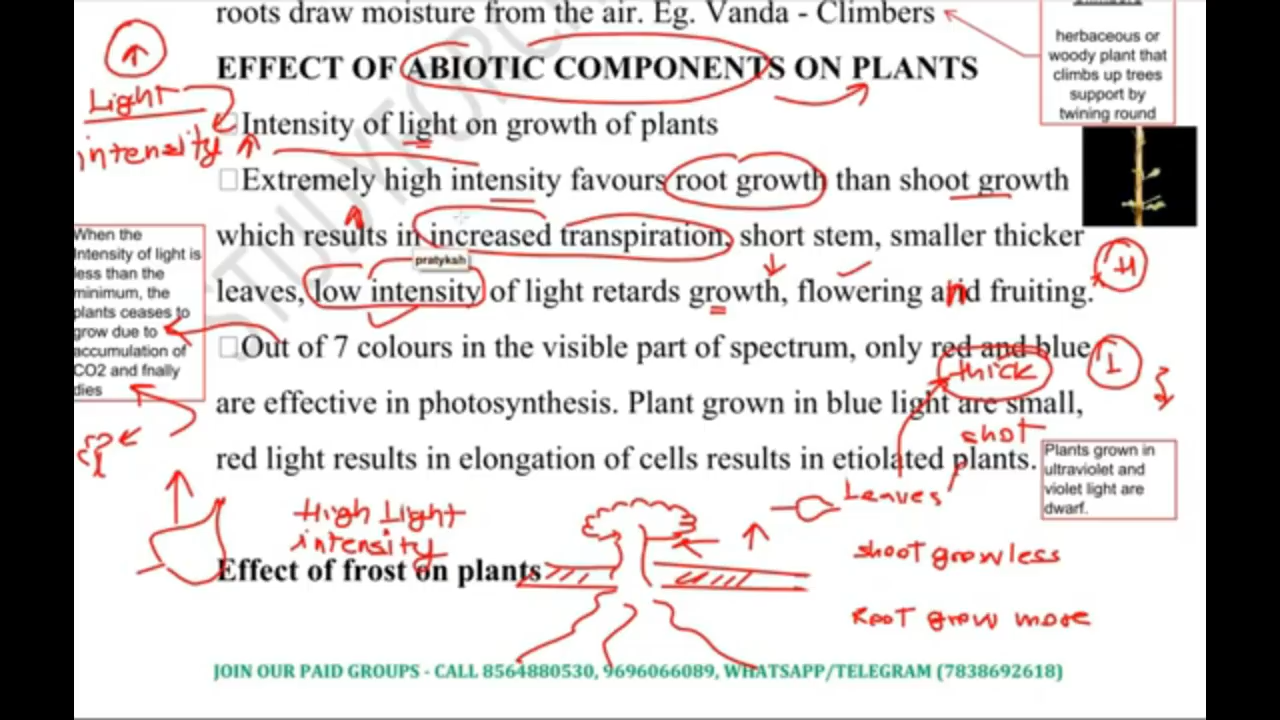 roots draw moisture from the air. Eg. Vanda - Climbers
herbaceous or
woody plant that
climbs up trees
support by
twining round
EFFECT OF ABIOTIC COMPONENTS ON PLANTS
Light
intensity
Intensity of light on growth of plants
Extremely high intensity favours root growth than shoot growth
which results in increased transpiration, short stem, smaller thicker
pratyksh
leaves, low intensity of light retards growth, flowering and fruiting.
H
When the
Intensity of light is
less than the
minimum, the
plants ceases to
grow due to
accumulation of
CO2 and fnally
dies
Out of 7 colours in the visible part of spectrum, only red and blue
I
thick
are effective in photosynthesis. Plant grown in blue light are small,
shot
red light results in elongation of cells results in etiolated plants.
Plants grown in
ultraviolet and
violet light are
dwarf.
Leaves
High Light
intensity
shoot grow less
Effect of frost on plants
Root grow more
JOIN OUR PAID GROUPS - CALL 8564880530, 9696066089, WHATSAPP/TELEGRAM (7838692618)